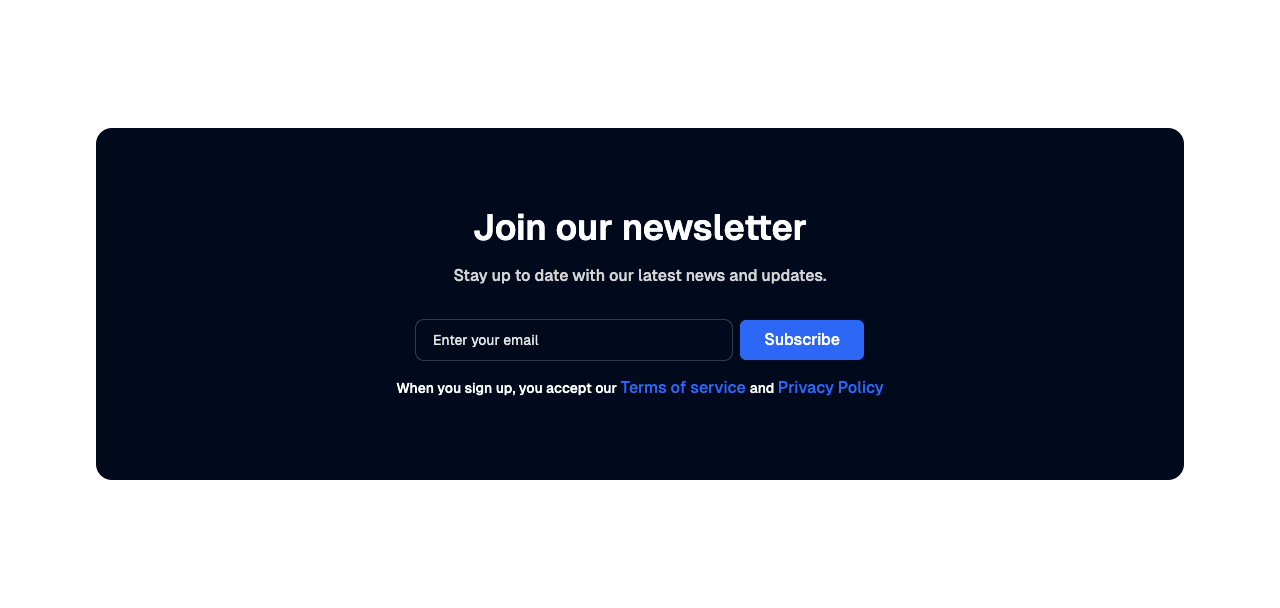 Join our newsletter
Stay up to date with our latest news and updates.
Enter your email
Subscribe
When you sign up, you accept our Terms of service and Privacy Policy